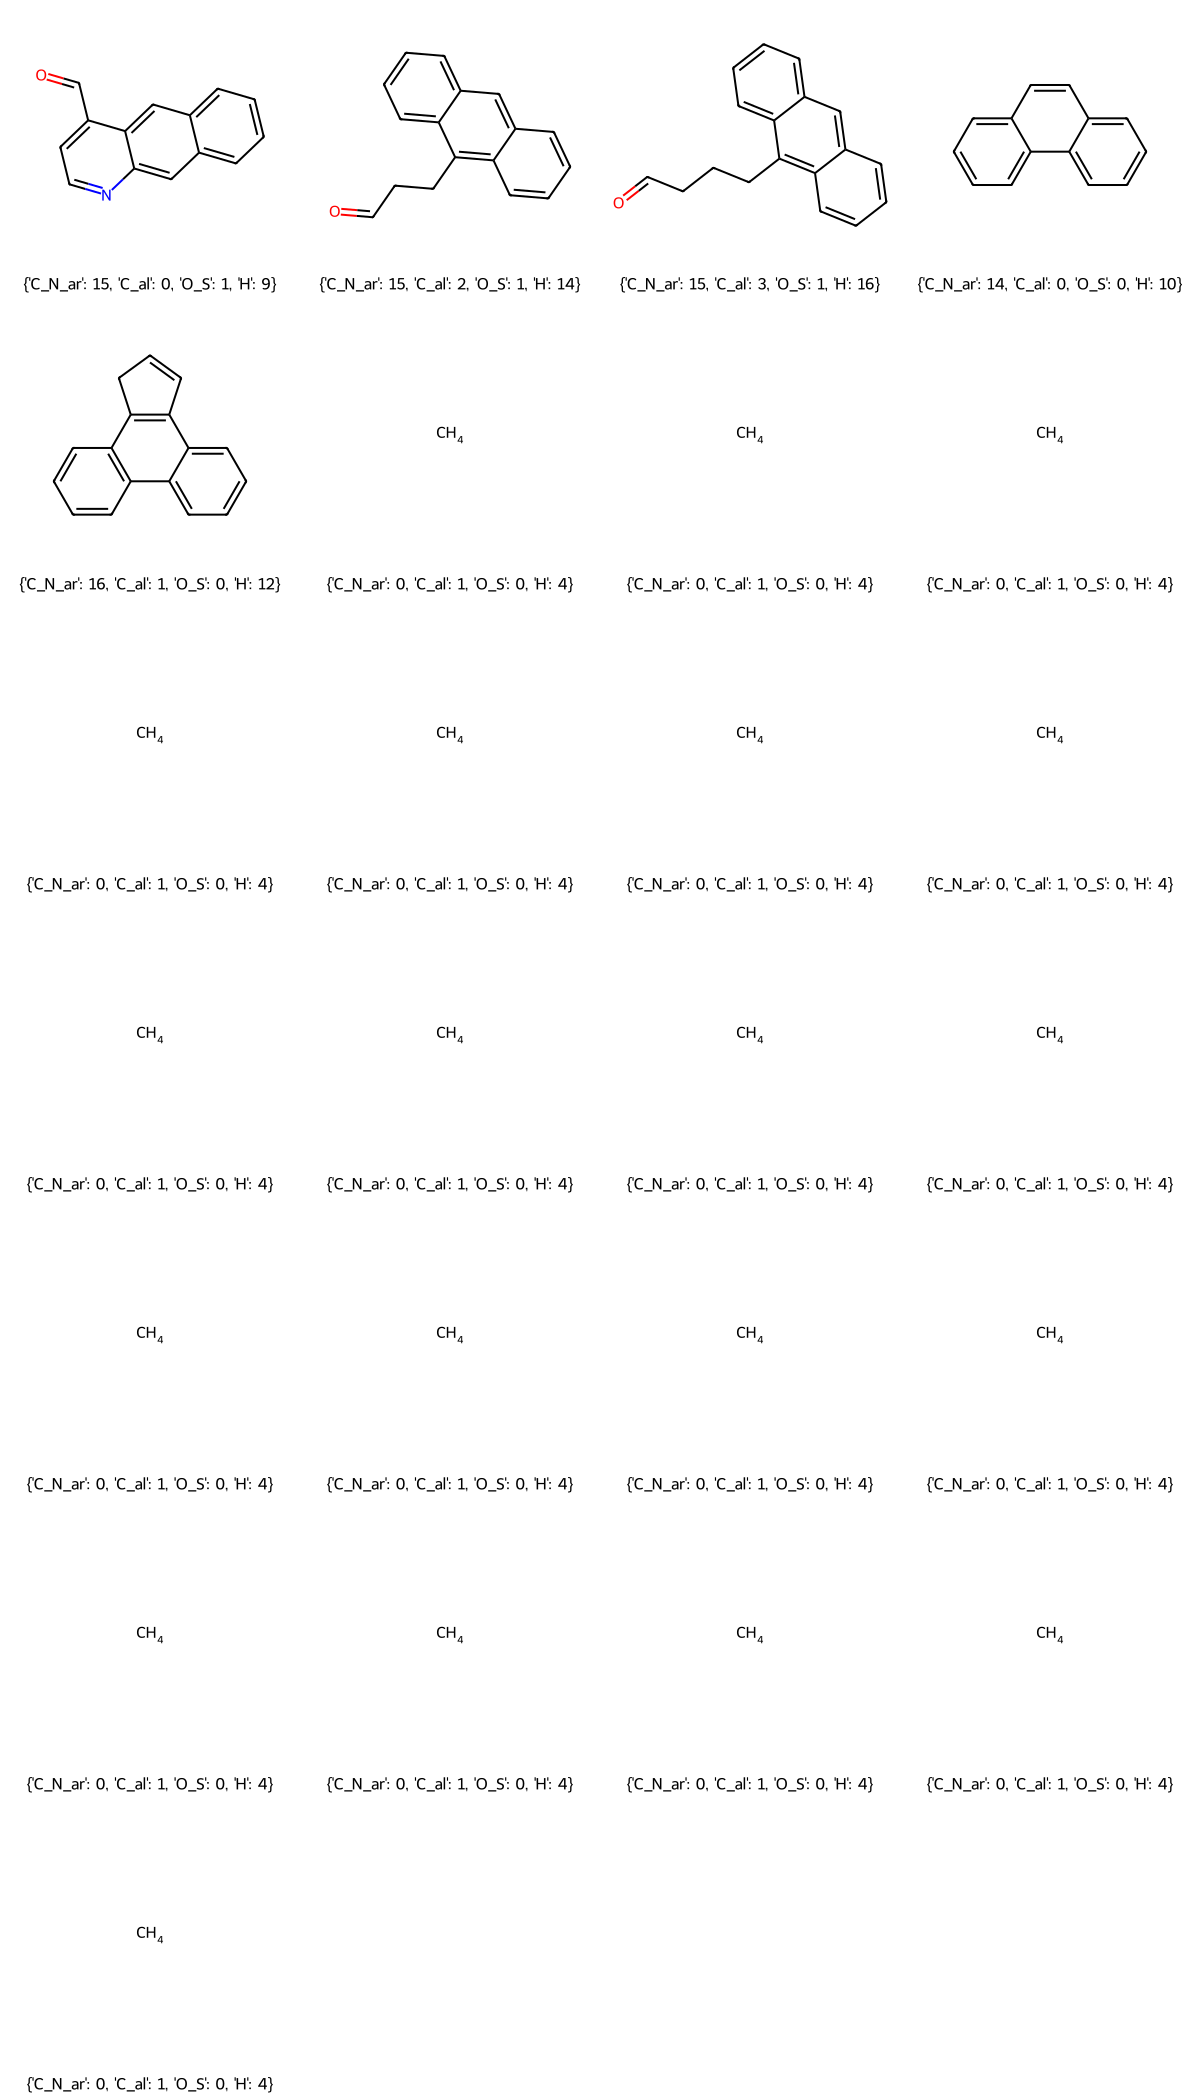 O
N
O
O
{'C_N_ar': 15, 'C_al': 0, 'O_S': 1, 'H': 9}
{'C_N_ar': 15, 'C_al': 2, 'O_S': 1, 'H': 14}
{'C_N_ar': 15, 'C_al': 3, 'O_S': 1, 'H': 16}
{'C_N_ar': 14, 'C_al': 0, 'O_S': 0, 'H': 10}
CH4
CH4
CH4
{'C_N_ar': 16, 'C_al': 1, 'O_S': 0, 'H': 12}
{'C_N_ar': 0, 'C_al': 1, 'O_S': 0, 'H': 4}
{'C_N_ar': 0, 'C_al': 1, 'O_S': 0, 'H': 4}
{'C_N_ar': 0, 'C_al': 1, 'O_S': 0, 'H': 4}
CH4
CH4
CH4
CH4
{'C_N_ar': 0, 'C_al': 1, 'O_S': 0, 'H': 4}
{'C_N_ar': 0, 'C_al': 1, 'O_S': 0, 'H': 4}
{'C_N_ar': 0, 'C_al': 1, 'O_S': 0, 'H': 4}
{'C_N_ar': 0, 'C_al': 1, 'O_S': 0, 'H': 4}
CH4
CH4
CH4
CH4
{'C_N_ar': 0, 'C_al': 1, 'O_S': 0, 'H': 4}
{'C_N_ar': 0, 'C_al': 1, 'O_S': 0, 'H': 4}
{'C_N_ar': 0, 'C_al': 1, 'O_S': 0, 'H': 4}
{'C_N_ar': 0, 'C_al': 1, 'O_S': 0, 'H': 4}
CH4
CH4
CH4
CH4
{'C_N_ar': 0, 'C_al': 1, 'O_S': 0, 'H': 4}
{'C_N_ar': 0, 'C_al': 1, 'O_S': 0, 'H': 4}
{'C_N_ar': 0, 'C_al': 1, 'O_S': 0, 'H': 4}
{'C_N_ar': 0, 'C_al': 1, 'O_S': 0, 'H': 4}
CH4
CH4
CH4
CH4
{'C_N_ar': 0, 'C_al': 1, 'O_S': 0, 'H': 4}
{'C_N_ar': 0, 'C_al': 1, 'O_S': 0, 'H': 4}
{'C_N_ar': 0, 'C_al': 1, 'O_S': 0, 'H': 4}
{'C_N_ar': 0, 'C_al': 1, 'O_S': 0, 'H': 4}
CH4
{'C_N_ar': 0, 'C_al': 1, 'O_S': 0, 'H': 4}